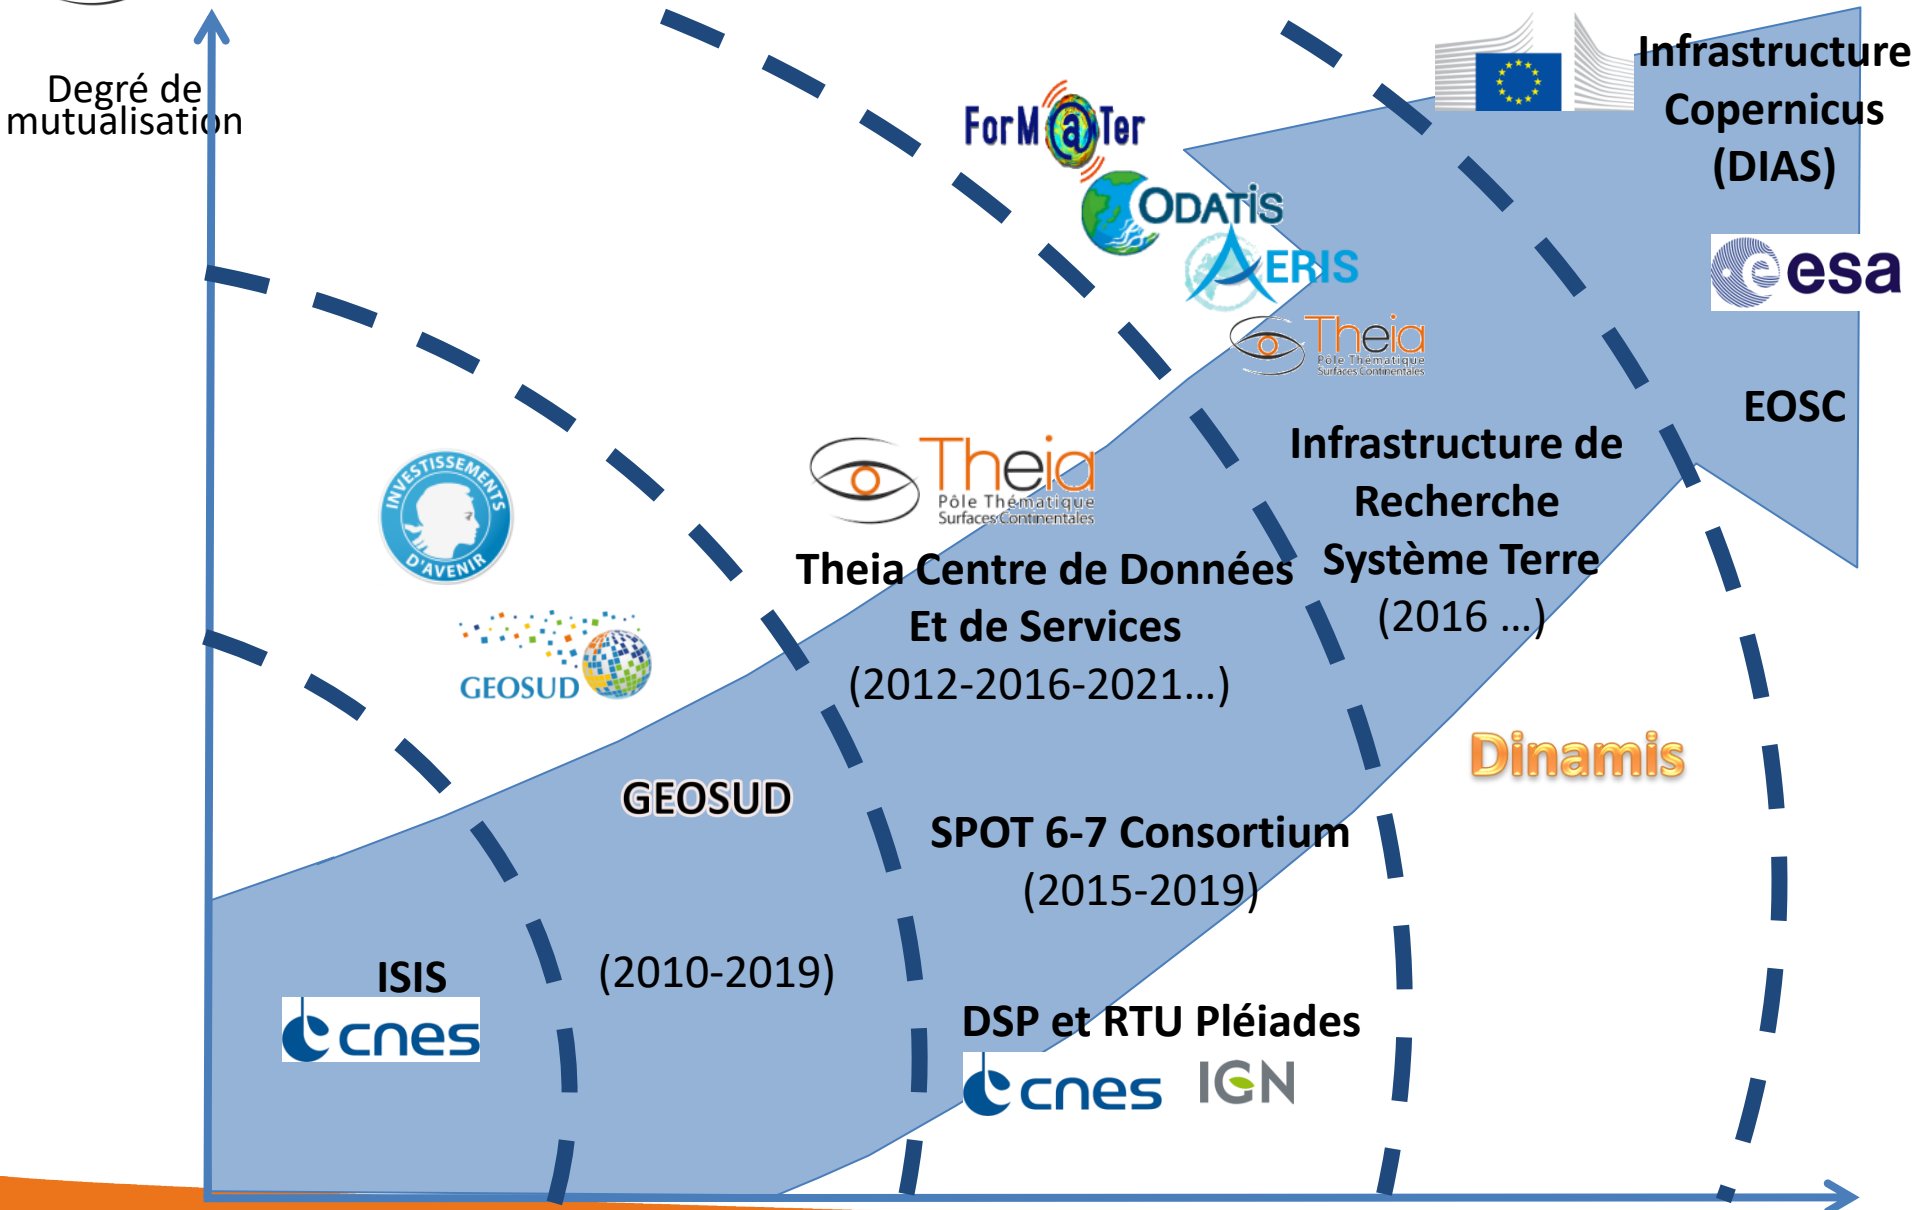 Degré de
mutualisation
ForM@Ter
ODATIS
AERIS
Theia
Pôle Thématique
Surfaces Continentales
Infrastructure
Copernicus
(DIAS)
esa
EOSC
INVESTISSEMENTS
D'AVENIR
GEOSUD
Theia
Pôle Thématique
Surfaces Continentales
Theia Centre de Données
Et de Services
(2012-2016-2021...)
Infrastructure de
Recherche
Système Terre
(2016 ...)
Dinamis
GEOSUD
(2010-2019)
SPOT 6-7 Consortium
(2015-2019)
ISIS
cnes
DSP et RTU Pléiades
cnes
IGN